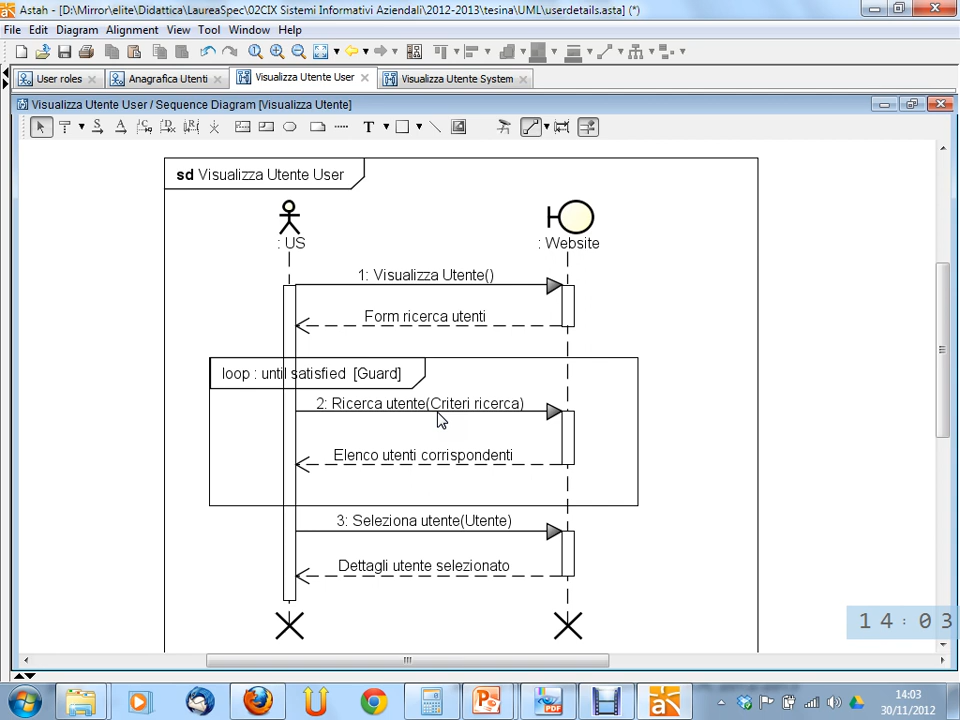 Astah - [D:\Mirror\elite\Didattica\LaureaSpec\02CIX Sistemi Informativi Aziendali\2012-2013\tesina\UML\userdetails.asta] (*)
File Edit Diagram Alignment View Tool Window Help
User roles Anagrafica Utenti Visualizza Utente User Visualizza Utente System
Visualizza Utente User / Sequence Diagram [Visualizza Utente]
sd Visualizza Utente User
: US : Website
1: Visualizza Utente()
Form ricerca utenti
loop : until satisfied [Guard]
2: Ricerca utente(Criteri ricerca)
Elenco utenti corrispondenti
3: Seleziona utente(Utente)
Dettagli utente selezionato
14:03
14:03
30/11/2012